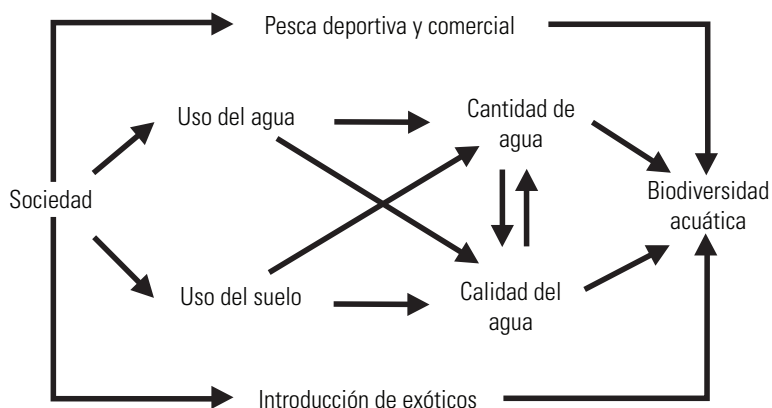 Pesca deportiva y comercial
Uso del agua
Cantidad de
agua
Sociedad
Biodiversidad
acuática
Uso del suelo
Calidad del
agua
Introducción de exóticos